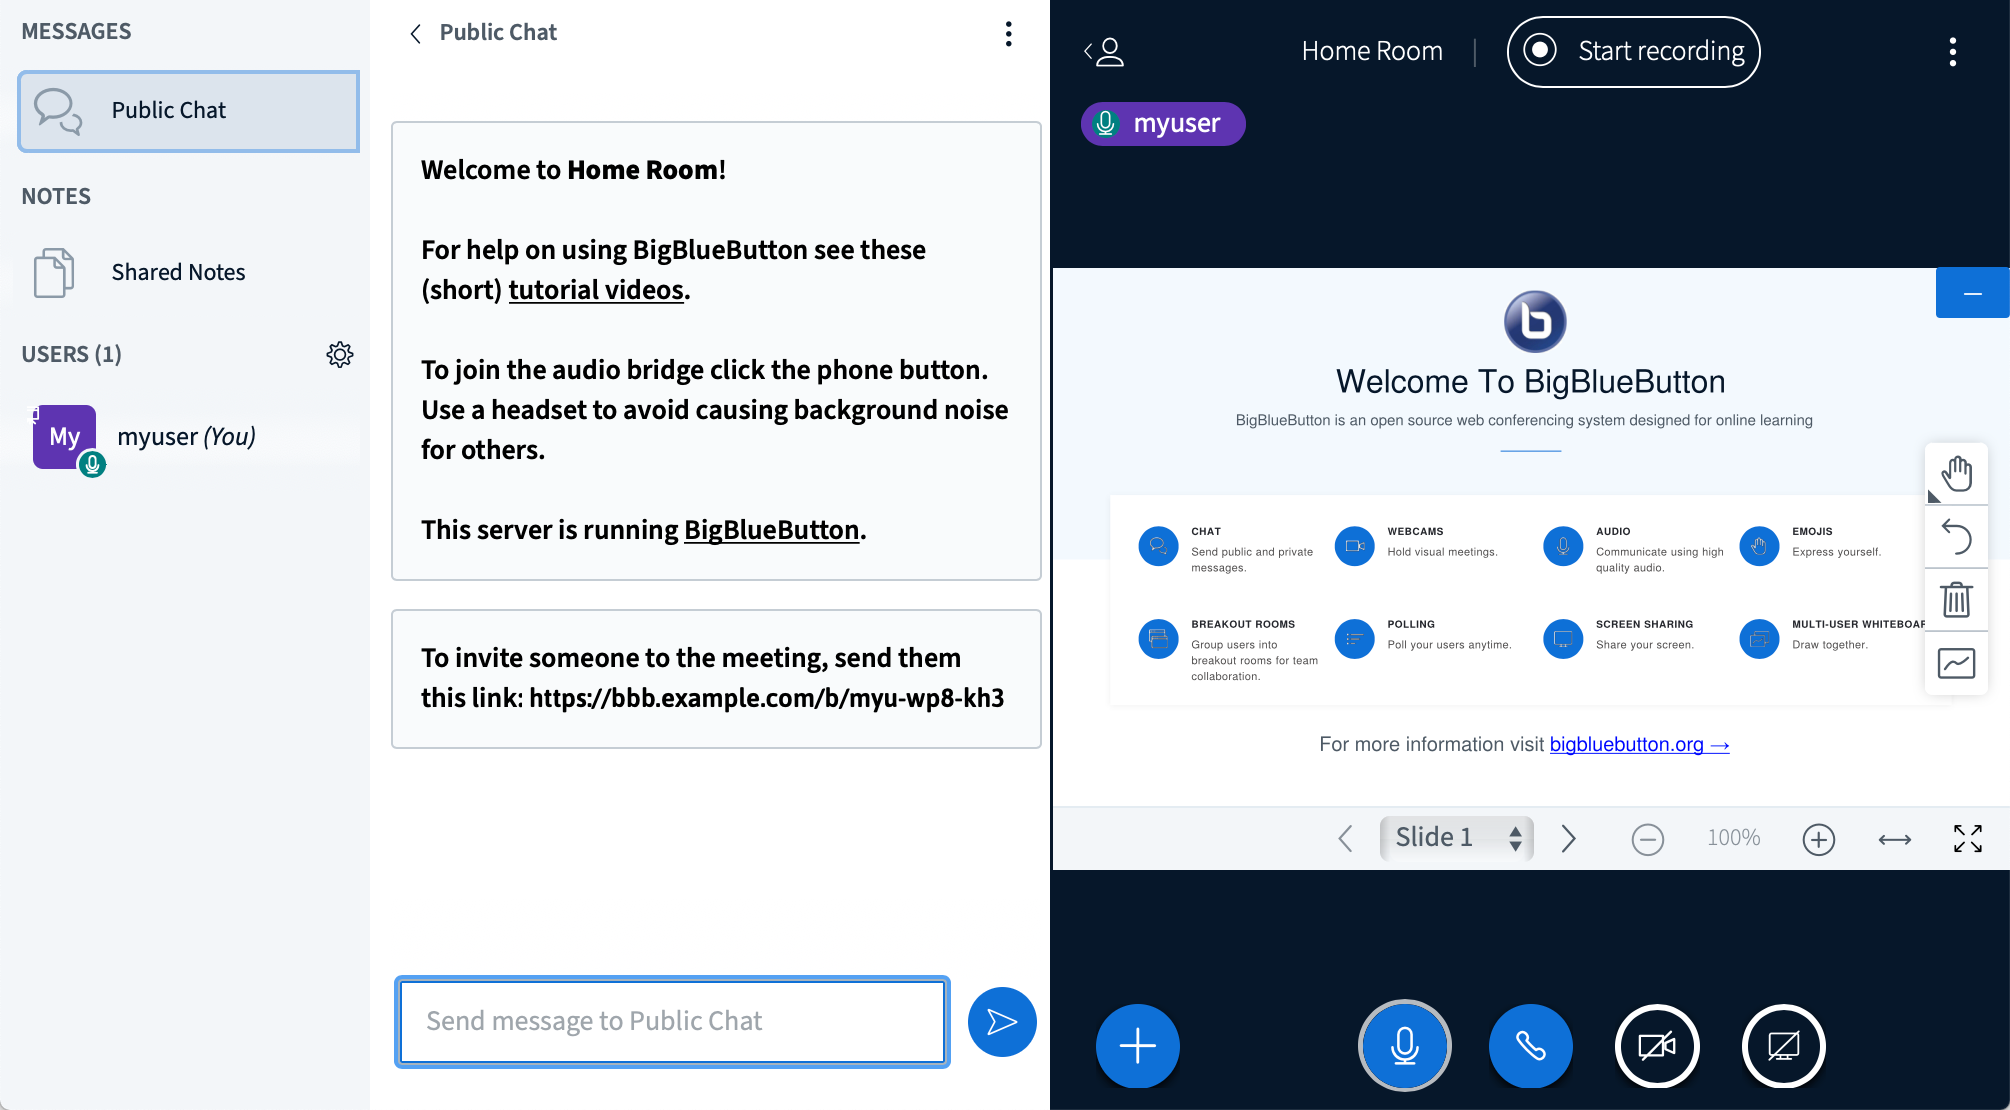 MESSAGES
Public Chat
NOTES
Shared Notes
USERS (1)
My
myuser (You)
Public Chat
Welcome to Home Room!
For help on using BigBlueButton see these
(short) tutorial videos.
To join the audio bridge click the phone button.
Use a headset to avoid causing background noise
for others.
This server is running BigBlueButton.
To invite someone to the meeting, send them
this link: https://bbb.example.com/b/myu-wp8-kh3
Send message to Public Chat
Home Room
Start recording
myuser
Welcome To BigBlueButton
BigBlueButton is an open source web conferencing system designed for online learning
CHAT
Send public and private
messages.
WEBCAMS
Hold visual meetings.
AUDIO
Communicate using high
quality audio.
EMOJIS
Express yourself.
BREAKOUT ROOMS
Group users into
breakout rooms for team
collaboration.
POLLING
Poll your users anytime.
SCREEN SHARING
Share your screen.
MULTI-USER WHITEBOAR
Draw together.
For more information visit bigbluebutton.org →
Slide 1
100%